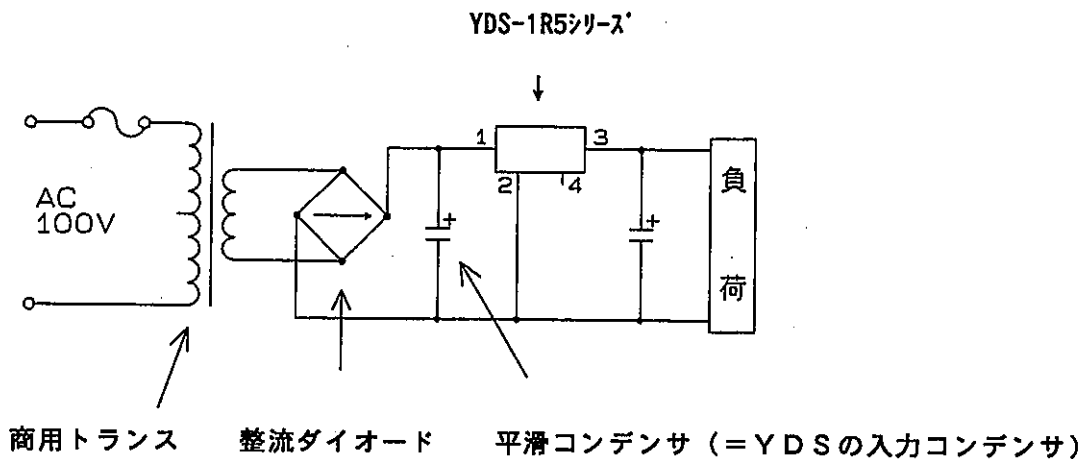 YDS-1R5シリーズ
1
3
2
4
AC
100V
+
+
負
荷
商用トランス
整流ダイオード
平滑コンデンサ（=YDSの入力コンデンサ）